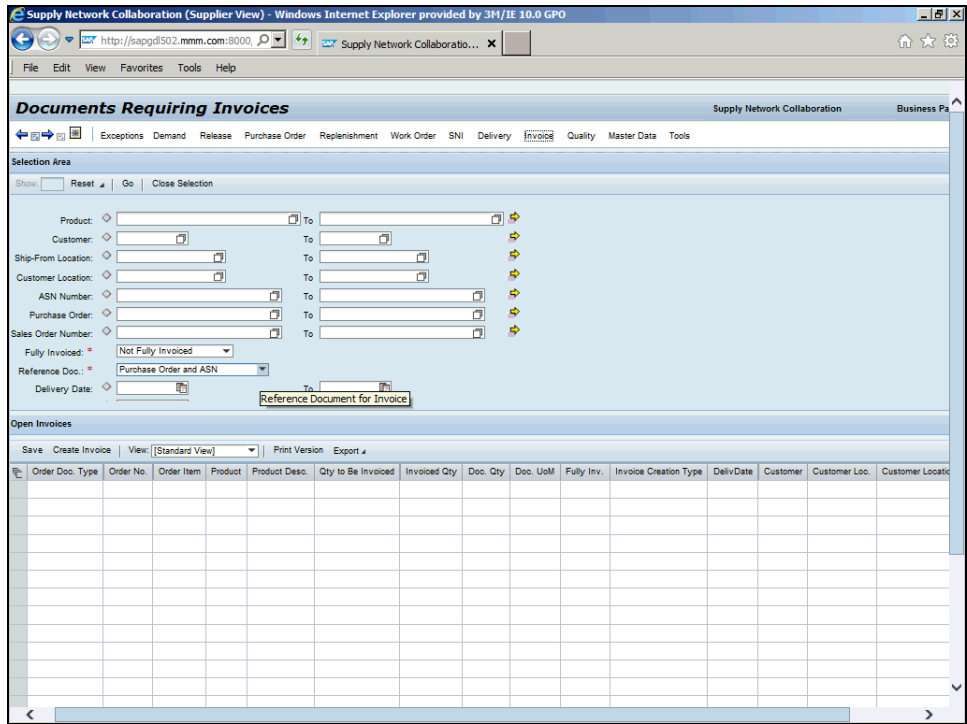 Supply Network Collaboration (Supplier View) - Windows Internet Explorer provided by 3M/IE 10.0 GPO
http://sapgdl502.mmm.com:8000, Supply Network Collaboratio...
File Edit View Favorites Tools Help
Documents Requiring Invoices Supply Network Collaboration Business Pa
Exceptions Demand Release Purchase Order Replenishment Work Order SNI Delivery Invoice Quality Master Data Tools
Selection Area
Show: Reset Go Close Selection
Product: To
Customer: To
Ship-From Location: To
Customer Location: To
ASN Number: To
Purchase Order: To
Sales Order Number: To
Fully Invoiced: * Not Fully Invoiced
Reference Doc.: * Purchase Order and ASN
Delivery Date: To
Reference Document for Invoice
Open Invoices
Save Create Invoice View: [Standard View] Print Version Export
Order Doc. Type Order No. Order Item Product Product Desc. Qty to Be Invoiced Invoiced Qty Doc. Qty Doc. UoM Fully Inv. Invoice Creation Type DelivDate Customer Customer Loc. Customer Locatio